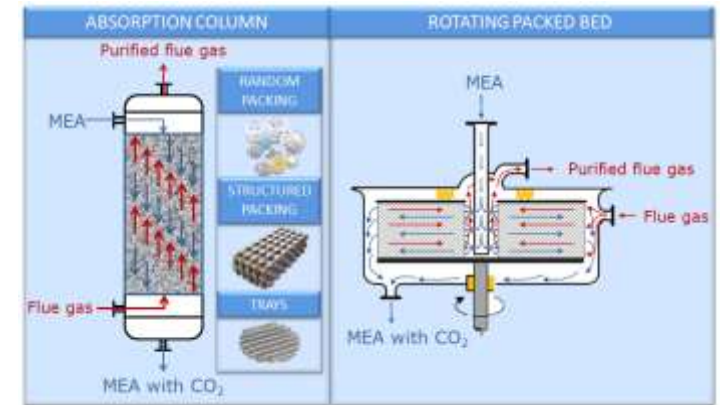 ABSORPTION COLUMN
Purified flue gas
MEA
RANDOM
PACKING
STRUCTURED
PACKING
TRAYS
Flue gas
MEA with CO₂
ROTATING PACKED BED
MEA
Purified flue gas
Flue gas
MEA with CO₂